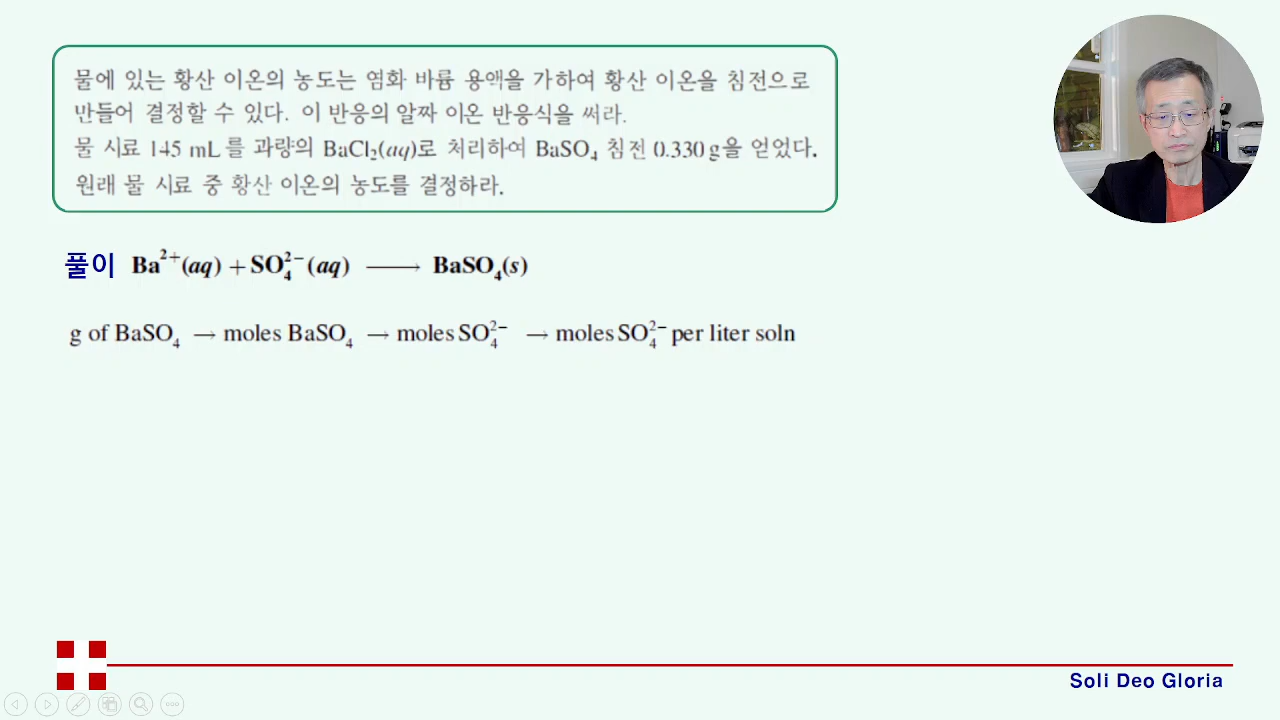 물에 있는 황산 이온의 농도는 염화 바륨 용액을 가하여 황산 이온을 침전으로
만들어 결정할 수 있다. 이 반응의 알짜 이온 반응식을 써라.
물 시료 145 mL를 과량의 BaCl₂(aq)로 처리하여 BaSO₄ 침전 0.330 g을 얻었다.
원래 물 시료 중 황산 이온의 농도를 결정하라.
풀이 Ba²⁺(aq) + SO₄²⁻(aq) ⟶ BaSO₄(s)
g of BaSO₄ → moles BaSO₄ → moles SO₄²⁻ → moles SO₄²⁻ per liter soln
Soli Deo Gloria